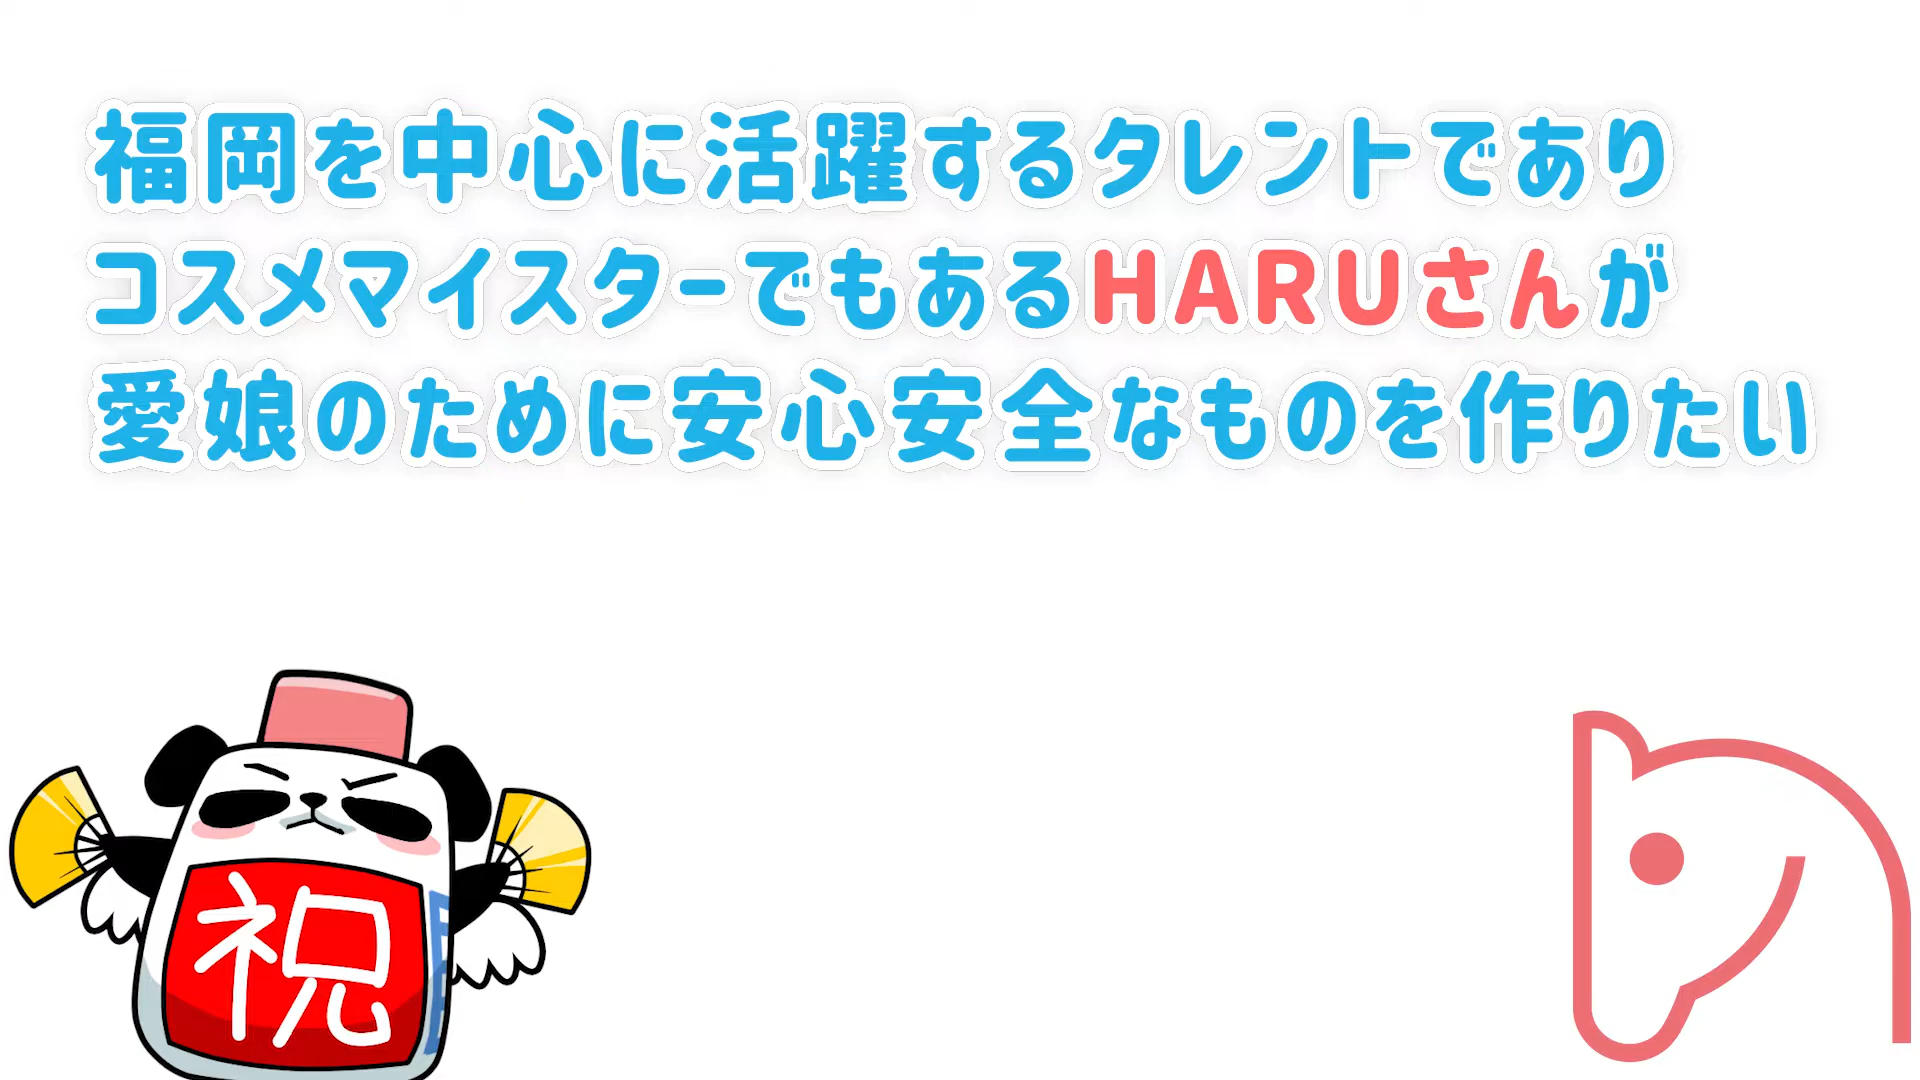 福岡を中心に活躍するタレントであり
コスメマイスターでもあるHARUさんが
愛娘のために安心安全なものを作りたい
祝